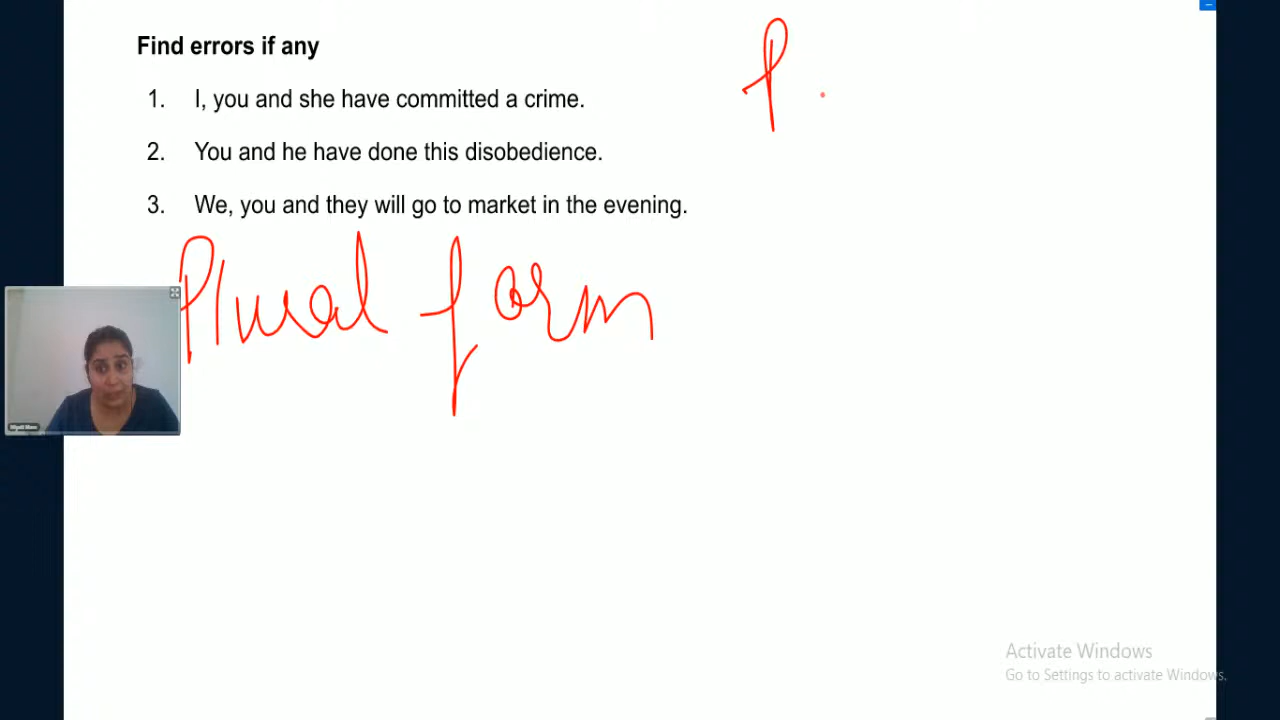 Find errors if any
1. I, you and she have committed a crime.
2. You and he have done this disobedience.
3. We, you and they will go to market in the evening.
Plural form
Activate Windows
Go to Settings to activate Windows.